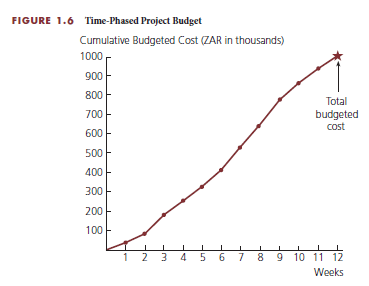 FIGURE 1.6 Time-Phased Project Budget
Cumulative Budgeted Cost (ZAR in thousands)
1000
900
800
700
600
500
400
300
200
100
Total
budgeted
cost
1 2 3 4 5 6 7 8 9 10 11 12
Weeks